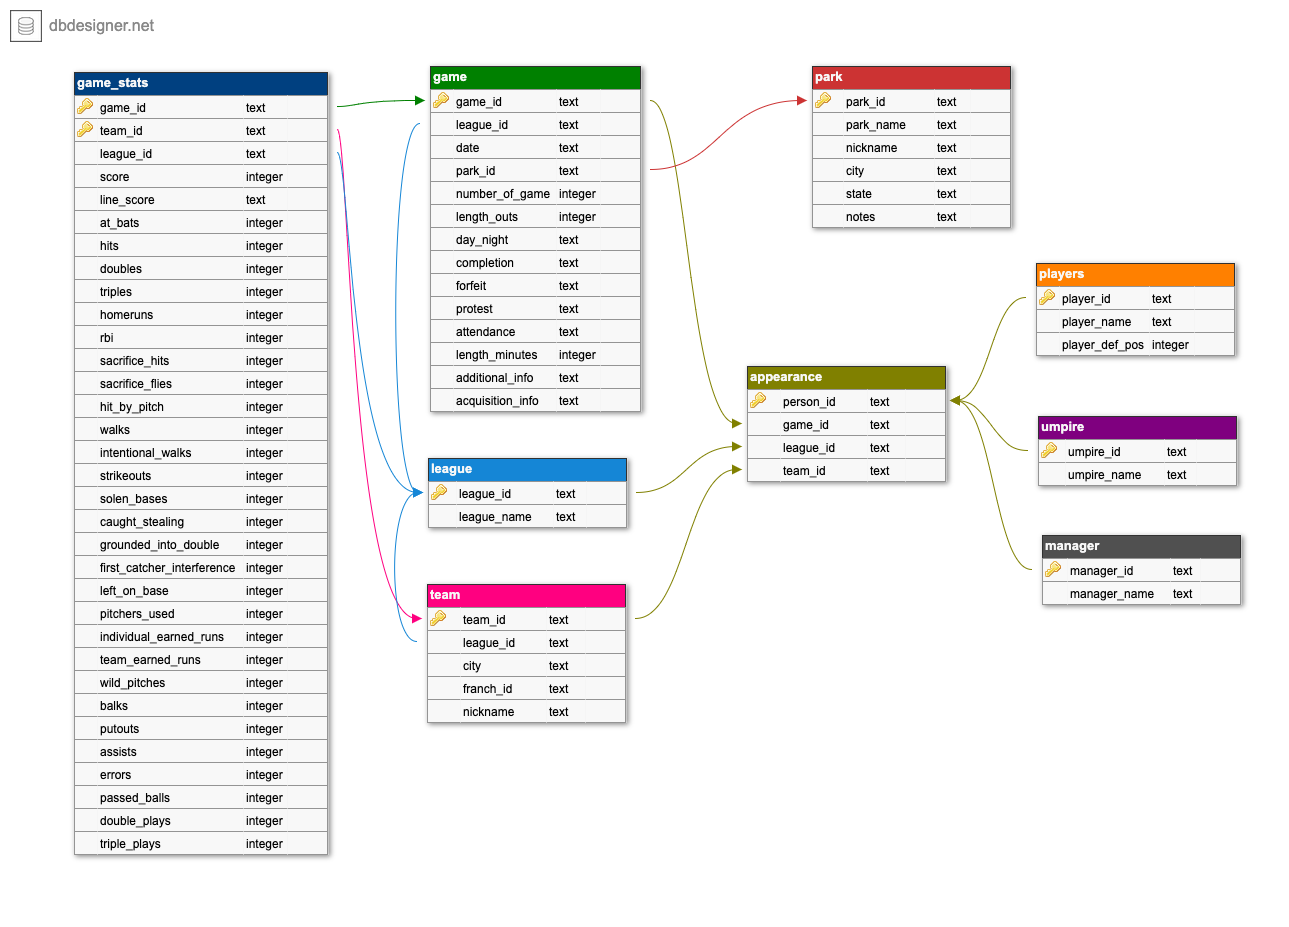 dbdesigner.net
game_stats
game_id text
team_id text
league_id text
score integer
line_score text
at_bats integer
hits integer
doubles integer
triples integer
homeruns integer
rbi integer
sacrifice_hits integer
sacrifice_flies integer
hit_by_pitch integer
walks integer
intentional_walks integer
strikeouts integer
solen_bases integer
caught_stealing integer
grounded_into_double integer
first_catcher_interference integer
left_on_base integer
pitchers_used integer
individual_earned_runs integer
team_earned_runs integer
wild_pitches integer
balks integer
putouts integer
assists integer
errors integer
passed_balls integer
double_plays integer
triple_plays integer
game
game_id text
league_id text
date text
park_id text
number_of_game integer
length_outs integer
day_night text
completion text
forfeit text
protest text
attendance text
length_minutes integer
additional_info text
acquisition_info text
league
league_id text
league_name text
team
team_id text
league_id text
city text
franch_id text
nickname text
park
park_id text
park_name text
nickname text
city text
state text
notes text
appearance
person_id text
game_id text
league_id text
team_id text
players
player_id text
player_name text
player_def_pos integer
umpire
umpire_id text
umpire_name text
manager
manager_id text
manager_name text